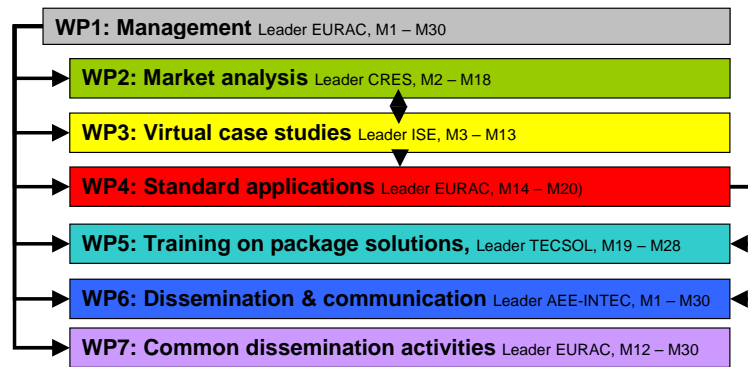 WP1: Management Leader EURAC, M1 – M30
WP2: Market analysis Leader CRES, M2 – M18
WP3: Virtual case studies Leader ISE, M3 – M13
WP4: Standard applications Leader EURAC, M14 – M20)
WP5: Training on package solutions, Leader TECSOL, M19 – M28
WP6: Dissemination & communication Leader AEE-INTEC, M1 – M30
WP7: Common dissemination activities Leader EURAC, M12 – M30